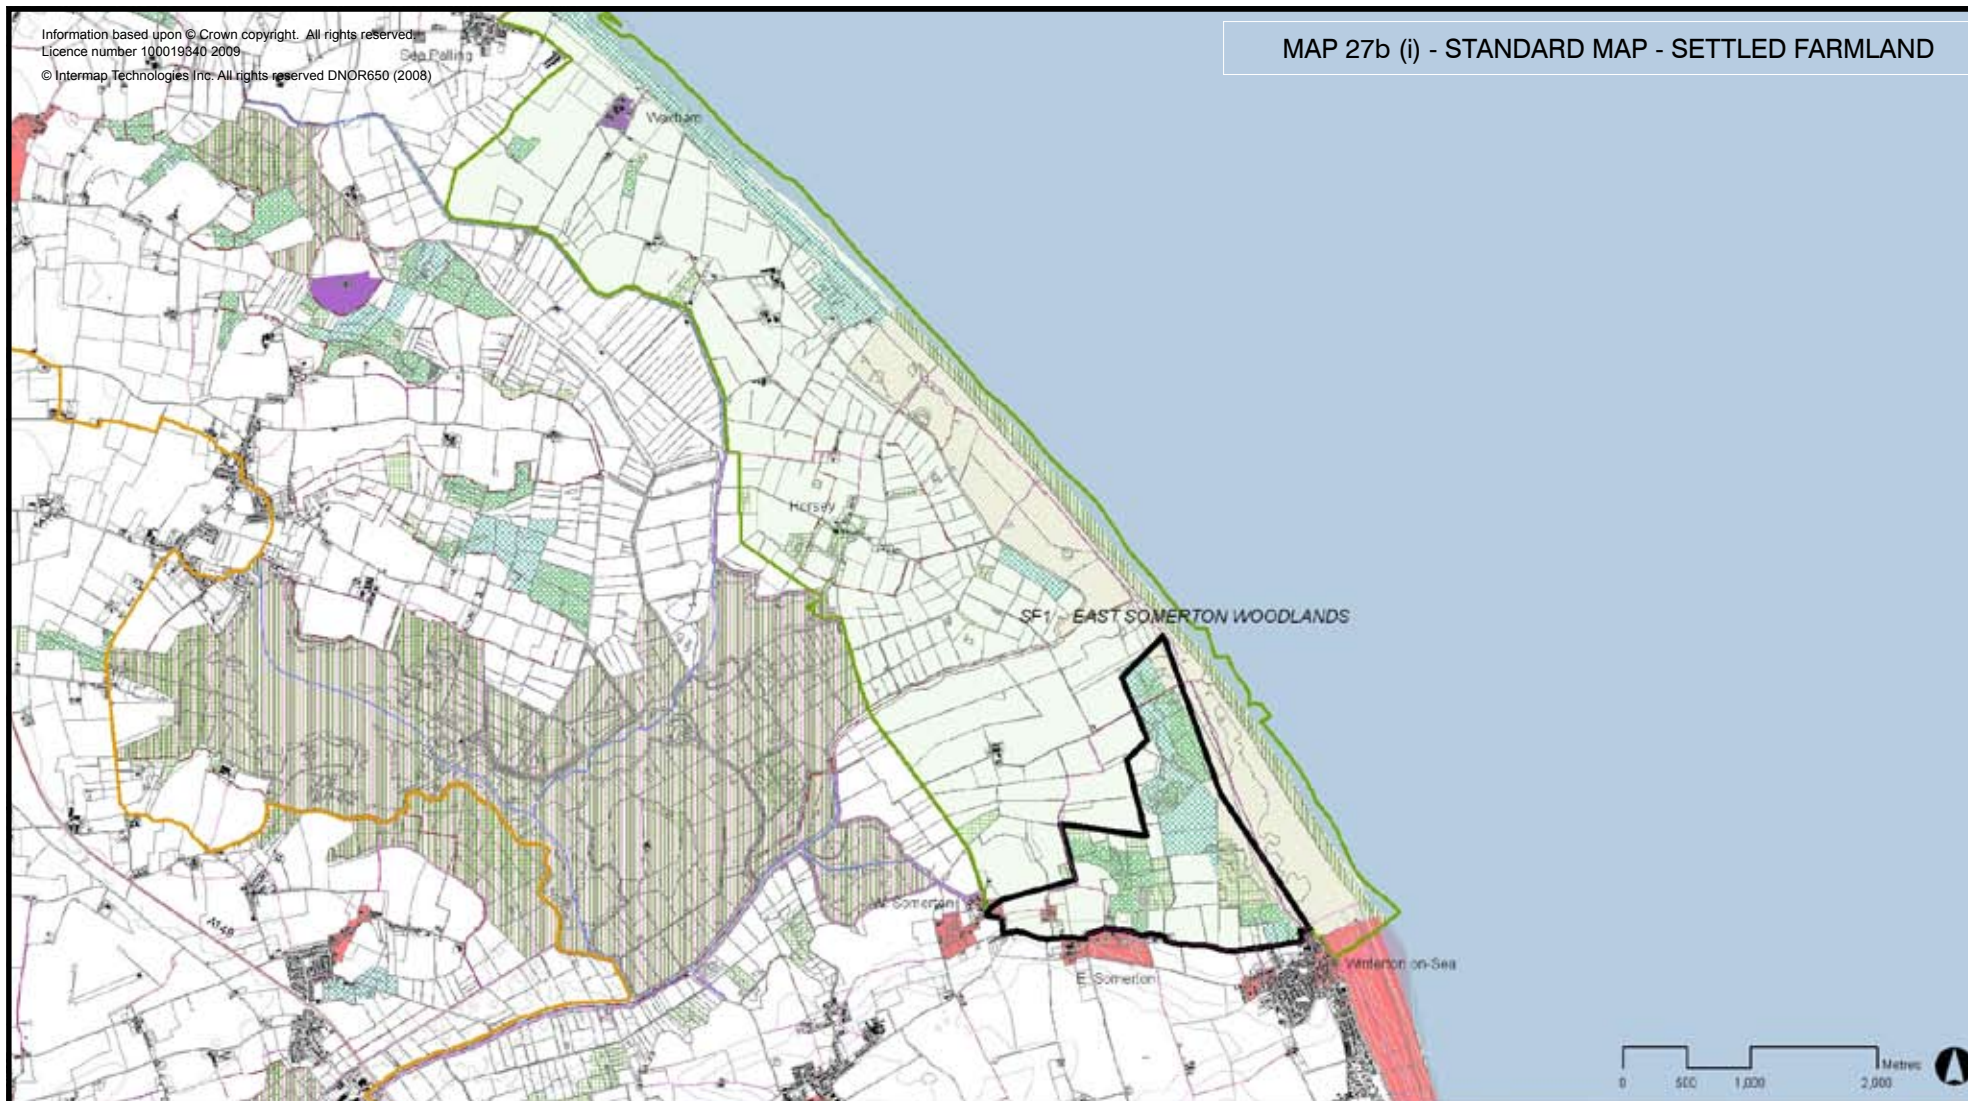 Information based upon © Crown copyright. All rights reserved.
Licence number 100019340 2009
© Intermap Technologies Inc. All rights reserved DNOR650 (2008)
MAP 27b (i) - STANDARD MAP - SETTLED FARMLAND
Sea Palling
Waxham
Horsey
SF1 - EAST SOMERTON WOODLANDS
A149
W. Somerton
E. Somerton
Winterton on-Sea
Metres
0 500 1,000 2,000